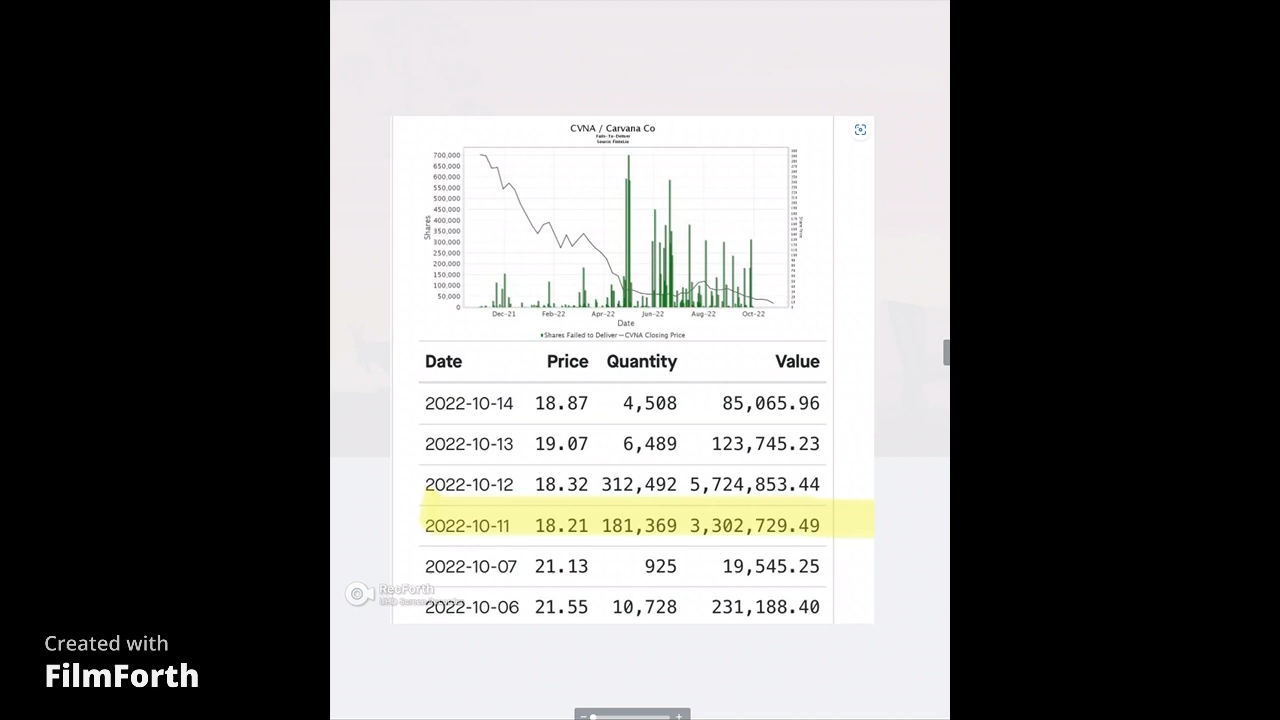 CVNA / Carvana Co
Fails-To-Deliver
Source: Fintel.io
700,000
650,000
600,000
550,000
500,000
450,000
400,000
350,000
300,000
250,000
200,000
150,000
100,000
50,000
0
Shares
Share Price
Dec-21 Feb-22 Apr-22 Jun-22 Aug-22 Oct-22
Date
Shares Failed to Deliver — CVNA Closing Price
Date Price Quantity Value
2022-10-14 18.87 4,508 85,065.96
2022-10-13 19.07 6,489 123,745.23
2022-10-12 18.32 312,492 5,724,853.44
2022-10-11 18.21 181,369 3,302,729.49
2022-10-07 21.13 925 19,545.25
RecForth
2022-10-06 21.55 10,728 231,188.40
Created with
FilmForth